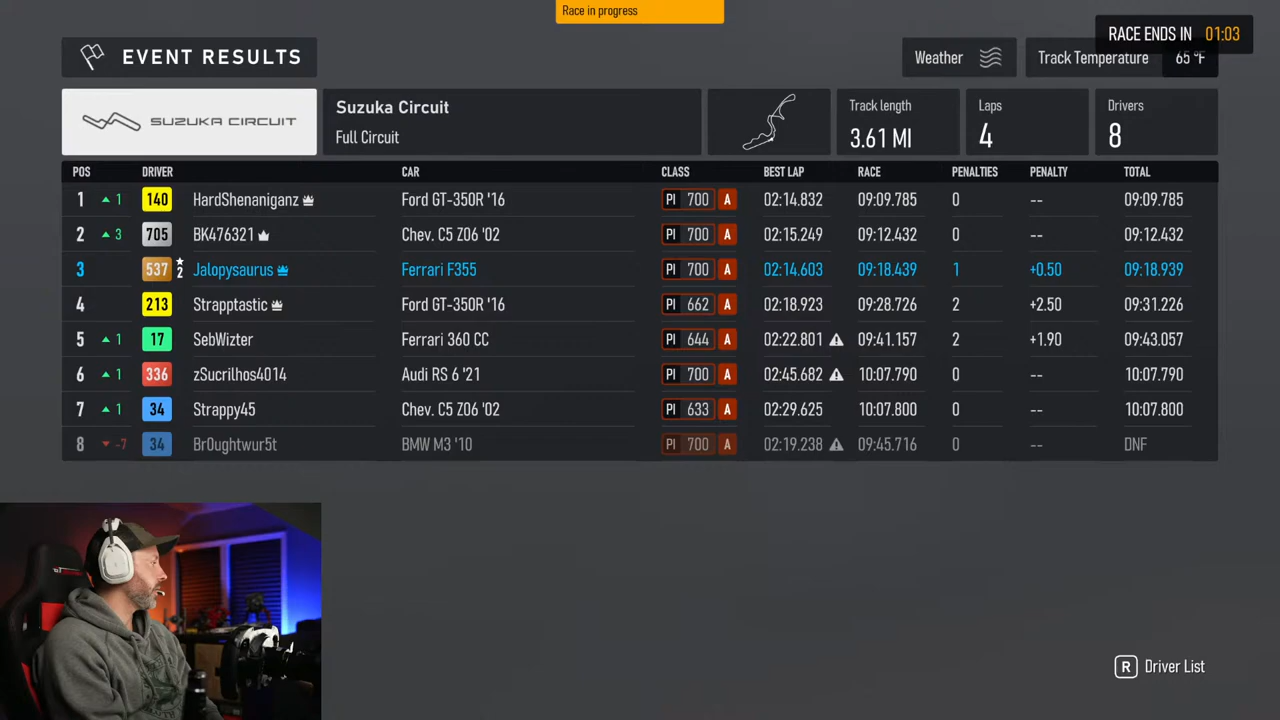 Race in progress
RACE ENDS IN 01:03
EVENT RESULTS
Weather
Track Temperature 65 °F
SUZUKA CIRCUIT
Suzuka Circuit
Full Circuit
Track length
3.61 MI
Laps
4
Drivers
8
POS DRIVER CAR CLASS BEST LAP RACE PENALTIES PENALTY TOTAL
1 1 140 HardShenaniganz Ford GT-350R '16 PI 700 A 02:14.832 09:09.785 0 -- 09:09.785
2 3 705 BK476321 Chev. C5 Z06 '02 PI 700 A 02:15.249 09:12.432 0 -- 09:12.432
3 537 2 Jalopysaurus Ferrari F355 PI 700 A 02:14.603 09:18.439 1 +0.50 09:18.939
4 213 Strapptastic Ford GT-350R '16 PI 662 A 02:18.923 09:28.726 2 +2.50 09:31.226
5 1 17 SebWizter Ferrari 360 CC PI 644 A 02:22.801 09:41.157 2 +1.90 09:43.057
6 1 336 zSucrilhos4014 Audi RS 6 '21 PI 700 A 02:45.682 10:07.790 0 -- 10:07.790
7 1 34 Strappy45 Chev. C5 Z06 '02 PI 633 A 02:29.625 10:07.800 0 -- 10:07.800
8 -7 34 Br0ughtwur5t BMW M3 '10 PI 700 A 02:19.238 09:45.716 0 DNF
R Driver List